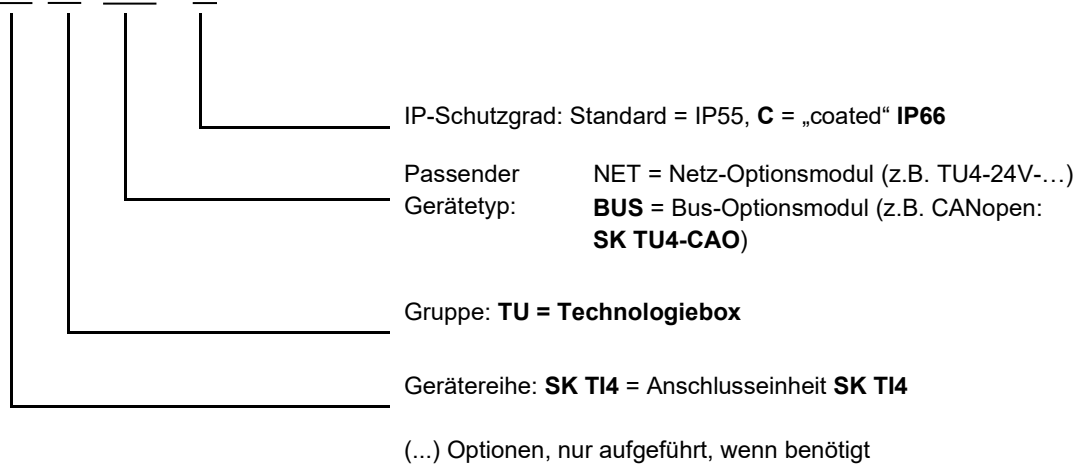 IP-Schutzgrad: Standard = IP55, C = „coated“ IP66
Passender NET = Netz-Optionsmodul (z.B. TU4-24V-…)
Gerätetyp: BUS = Bus-Optionsmodul (z.B. CANopen:
SK TU4-CAO)
Gruppe: TU = Technologiebox
Gerätereihe: SK TI4 = Anschlusseinheit SK TI4
(...) Optionen, nur aufgeführt, wenn benötigt